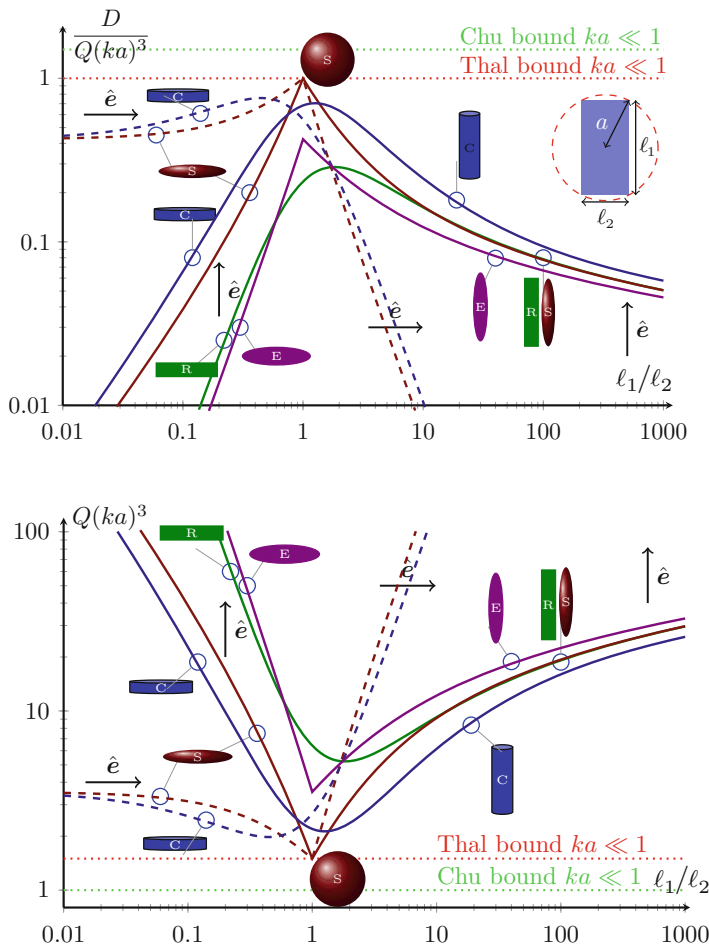 D
Q(ka)³
Chu bound ka ≪ 1
Thal bound ka ≪ 1
1
0.1
0.01
S
ê
C
S
C
ê
R
E
C
a
ℓ₁
ℓ₂
ê
E
R
S
ê
ℓ₁/ℓ₂
0.01
0.1
1
10
100
1000
Q(ka)³
100
10
1
R
E
ê
C
S
ê
C
e
E
R
S
ê
C
Thal bound ka ≪ 1
Chu bound ka ≪ 1
ℓ₁/ℓ₂
S
0.01
0.1
1
10
100
1000